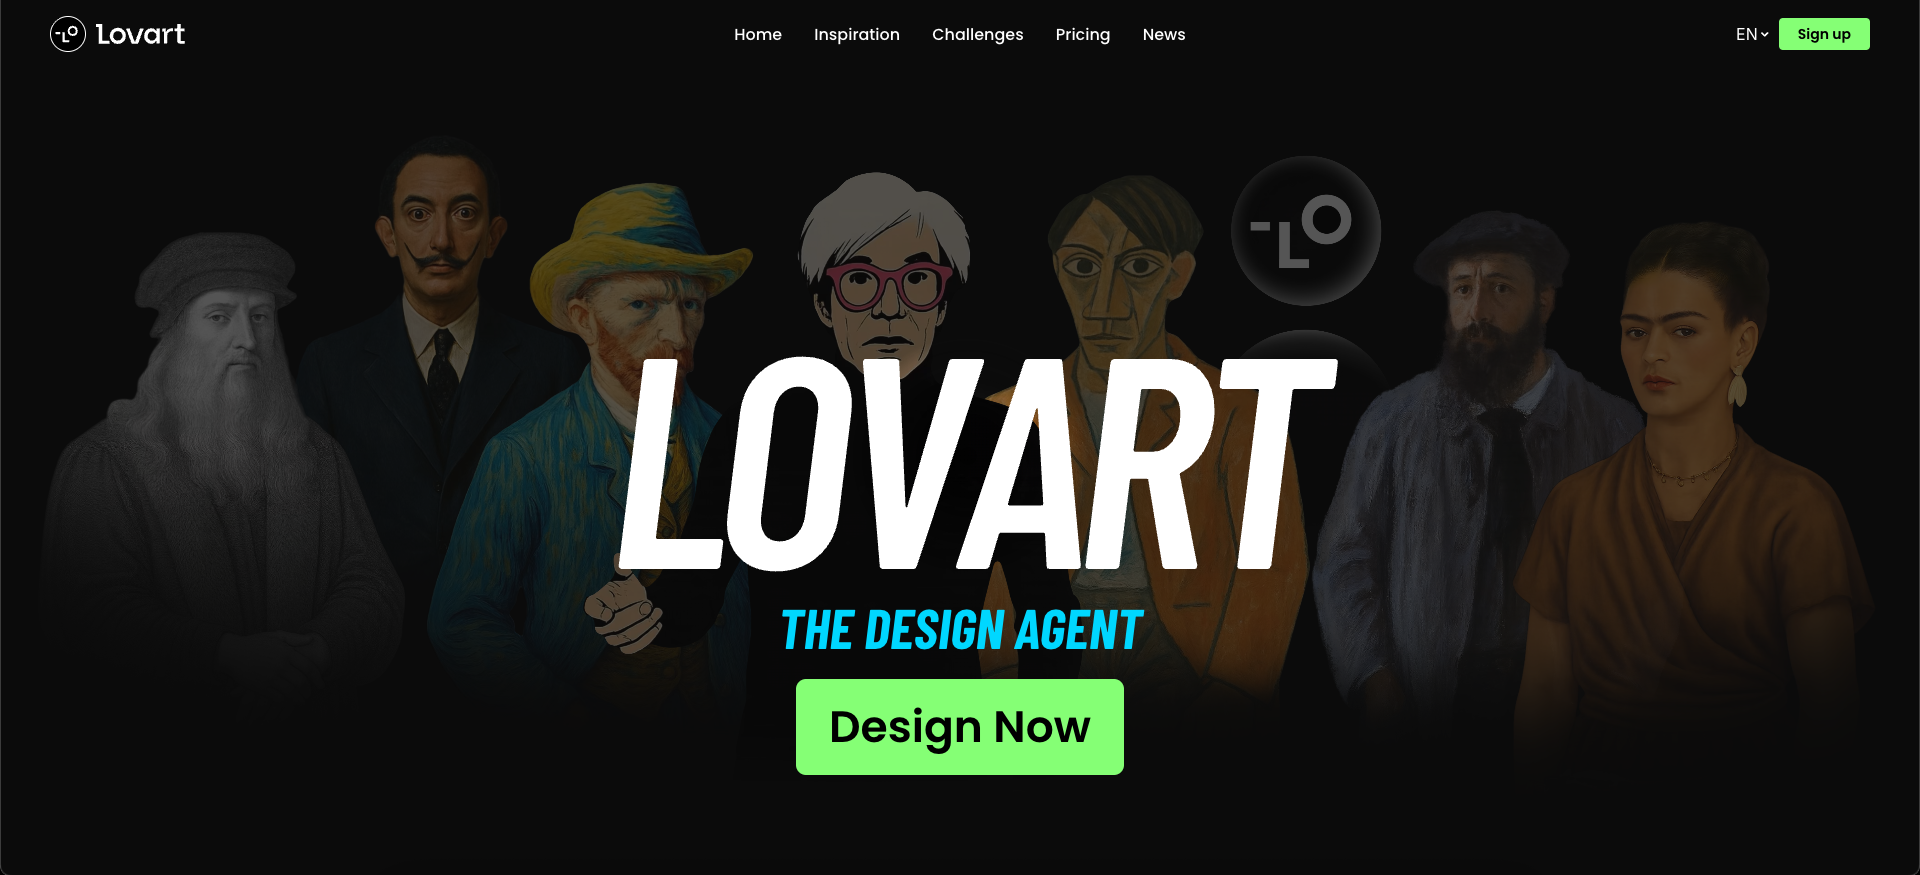 Lovart
Home Inspiration Challenges Pricing News
EN
Sign up
LOVART
THE DESIGN AGENT
Design Now